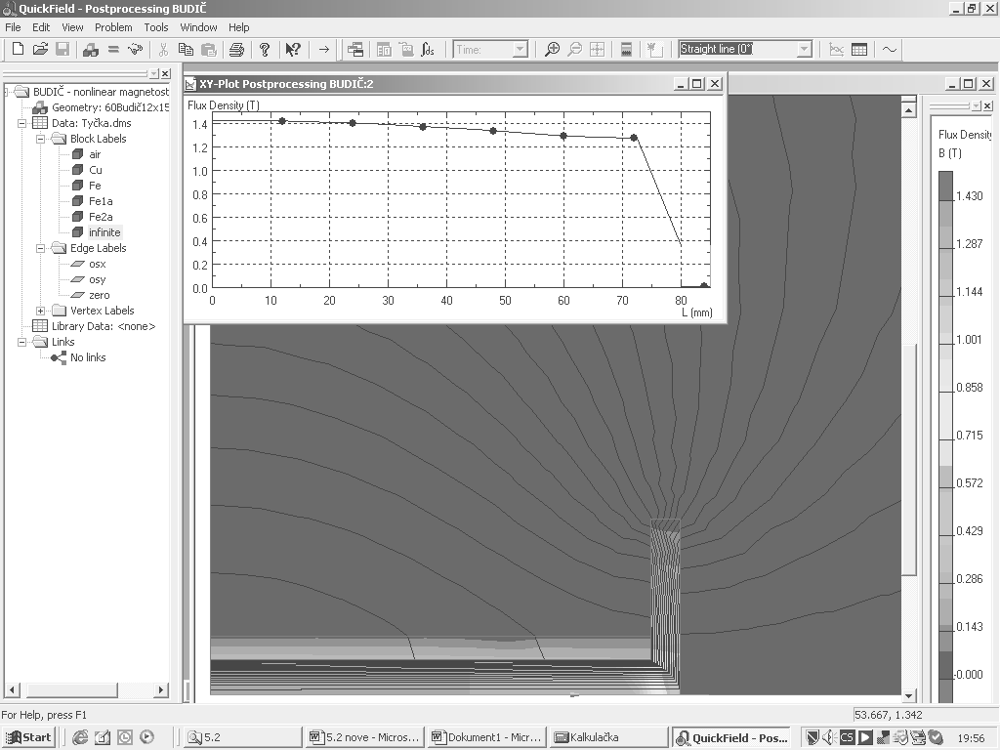 QuickField - Postprocessing BUDIČ
File Edit View Problem Tools Window Help
Time:
Straight line (0°)
BUDIČ - nonlinear magnetost
Geometry: 60Budič12x15
Data: Tyčka.dms
Block Labels
air
Cu
Fe
Fe1a
Fe2a
infinite
Edge Labels
osx
osy
zero
Vertex Labels
Library Data: <none>
Links
No links
XY-Plot Postprocessing BUDIČ:2
Flux Density (T)
1.4
1.2
1.0
0.8
0.6
0.4
0.2
0.0
0 10 20 30 40 50 60 70 80
L (mm)
Flux Density
B (T)
1.430
1.287
1.144
1.001
0.858
0.715
0.572
0.429
0.286
0.143
0.000
For Help, press F1
53.667, 1.342
Start
5.2
5.2 nove - Micros...
Dokument1 - Micr...
Kalkulačka
QuickField - Pos...
CS
19:56